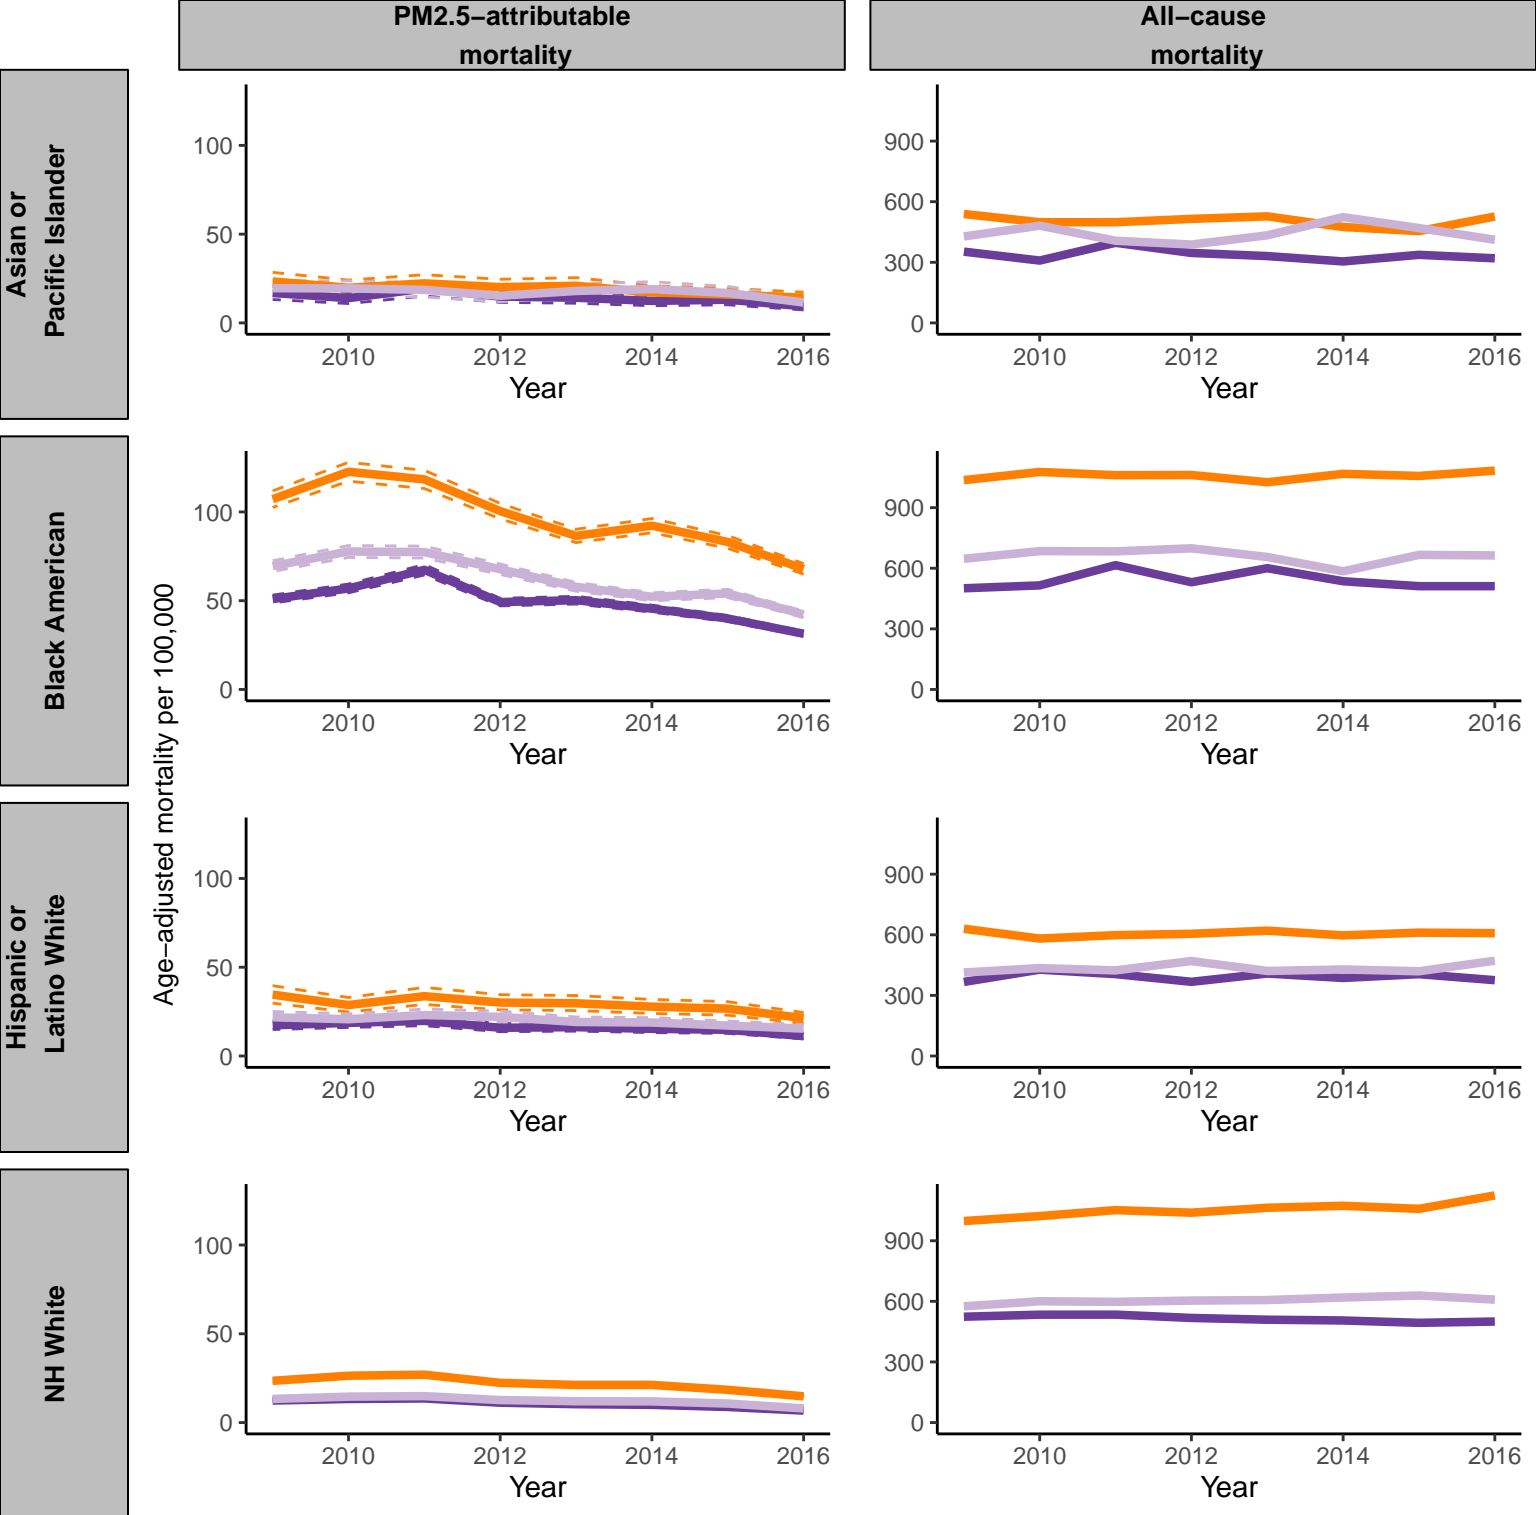 PM2.5−attributable
mortality
All−cause
mortality
Asian or
Pacific Islander
100
50
0
2010 2012 2014 2016
Year
900
600
300
0
2010 2012 2014 2016
Year
Black American
Age−adjusted mortality per 100,000
100
50
0
2010 2012 2014 2016
Year
900
600
300
0
2010 2012 2014 2016
Year
Hispanic or
Latino White
100
50
0
2010 2012 2014 2016
Year
900
600
300
0
2010 2012 2014 2016
Year
NH White
100
50
0
2010 2012 2014 2016
Year
900
600
300
0
2010 2012 2014 2016
Year